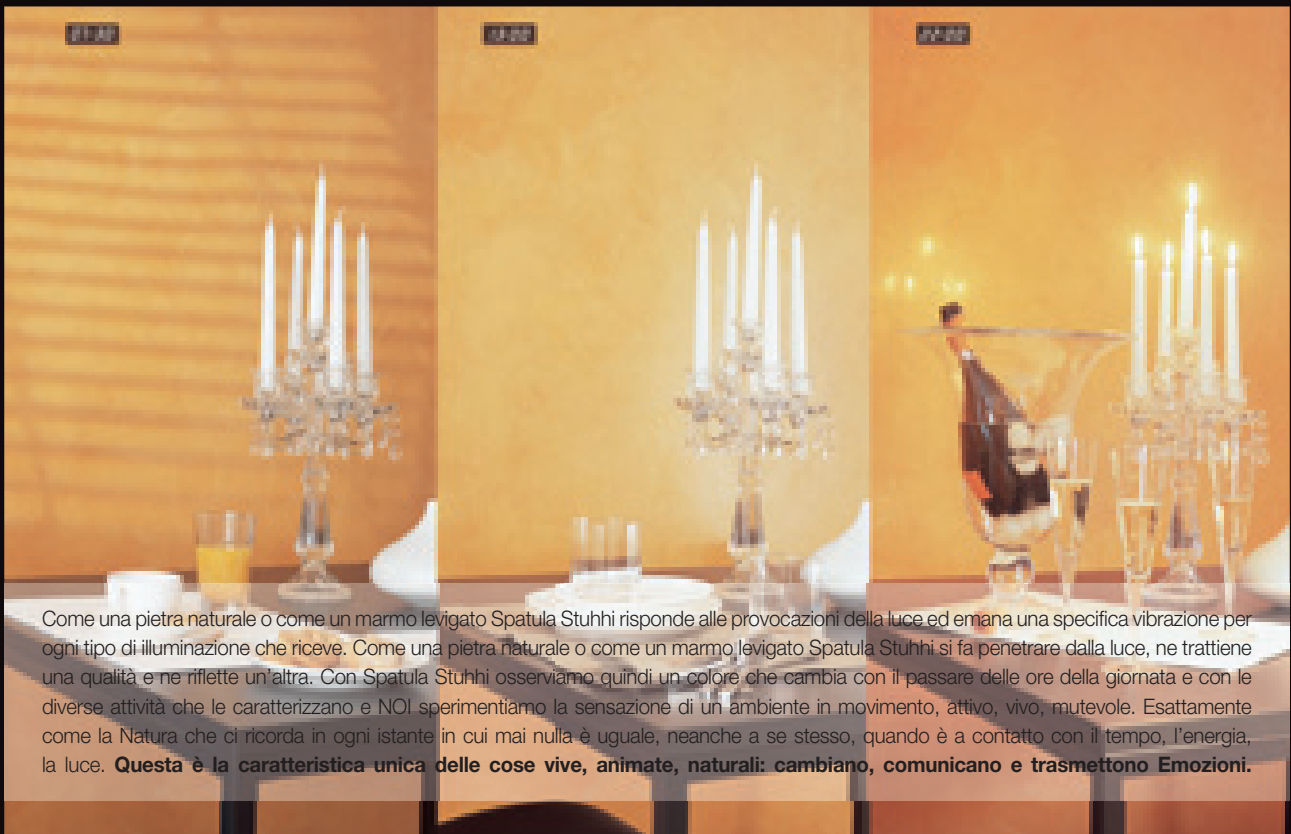 Come una pietra naturale o come un marmo levigato Spatula Stuhhi risponde alle provocazioni della luce ed emana una specifica vibrazione per
ogni tipo di illuminazione che riceve. Come una pietra naturale o come un marmo levigato Spatula Stuhhi si fa penetrare dalla luce, ne trattiene
una qualità e ne riflette un'altra. Con Spatula Stuhhi osserviamo quindi un colore che cambia con il passare delle ore della giornata e con le
diverse attività che le caratterizzano e NOI sperimentiamo la sensazione di un ambiente in movimento, attivo, vivo, mutevole. Esattamente
come la Natura che ci ricorda in ogni istante in cui mai nulla è uguale, neanche a se stesso, quando è a contatto con il tempo, l'energia,
la luce. Questa è la caratteristica unica delle cose vive, animate, naturali: cambiano, comunicano e trasmettono Emozioni.